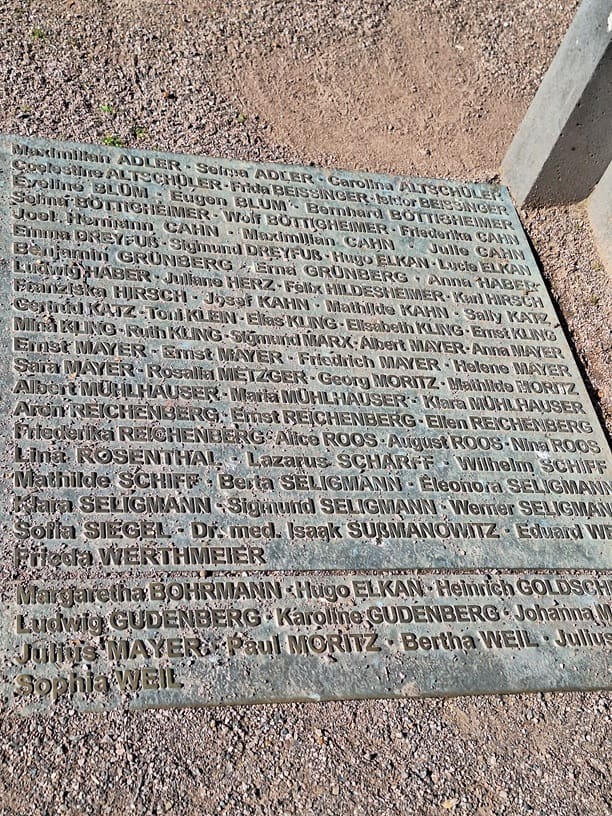 Maximilian ADLER · Selma ADLER · Carolina ALTSCHÜLER
Coelestine ALTSCHÜLER · Frida BEISSINGER · Isidor BEISSINGER
Eveline BLUM · Eugen BLUM · Bernhard BÖTTIGHEIMER
Selma BÖTTIGHEIMER · Wolf BÖTTIGHEIMER · Friederika CAHN
Joel Hermann CAHN · Maximilian CAHN · Julie CAHN
Emma DREYFUß · Sigmund DREYFUß · Hugo ELKAN · Lucie ELKAN
Benjamin GRÜNBERG · Erna GRÜNBERG · Anna HABER
Ludwig HABER · Juliane HERZ · Felix HILDESHEIMER · Karl HIRSCH
Franziska HIRSCH · Josef KAHN · Mathilde KAHN · Sally KATZ
Gertrud KATZ · Toni KLEIN · Elias KLING · Elisabeth KLING · Ernst KLING
Mina KLING · Ruth KLING · Sigmund MARX · Albert MAYER · Anna MAYER
Ernst MAYER · Ernst MAYER · Friedrich MAYER · Helene MAYER
Sara MAYER · Rosalia METZGER · Georg MORITZ · Mathilde MORITZ
Albert MÜHLHAUSER · Maria MÜHLHAUSER · Klara MÜHLHAUSER
Aron REICHENBERG · Ernst REICHENBERG · Ellen REICHENBERG
Friederika REICHENBERG · Alice ROOS · August ROOS · Nina ROOS
Lina ROSENTHAL · Lazarus SCHARFF · Wilhelm SCHIFF
Mathilde SCHIFF · Berta SELIGMANN · Eleonora SELIGMANN
Klara SELIGMANN · Sigmund SELIGMANN · Werner SELIGMANN
Sofia SIEGEL · Dr. med. Isaak SUßMANOWITZ · Eduard
Frieda WERTHMEIER
Margaretha BOHRMANN · Hugo ELKAN · Heinrich GOLDSCH
Ludwig GUDENBERG · Karoline GUDENBERG · Johanna
Julius MAYER · Paul MORITZ · Bertha WEIL ·
Sophia WEIL